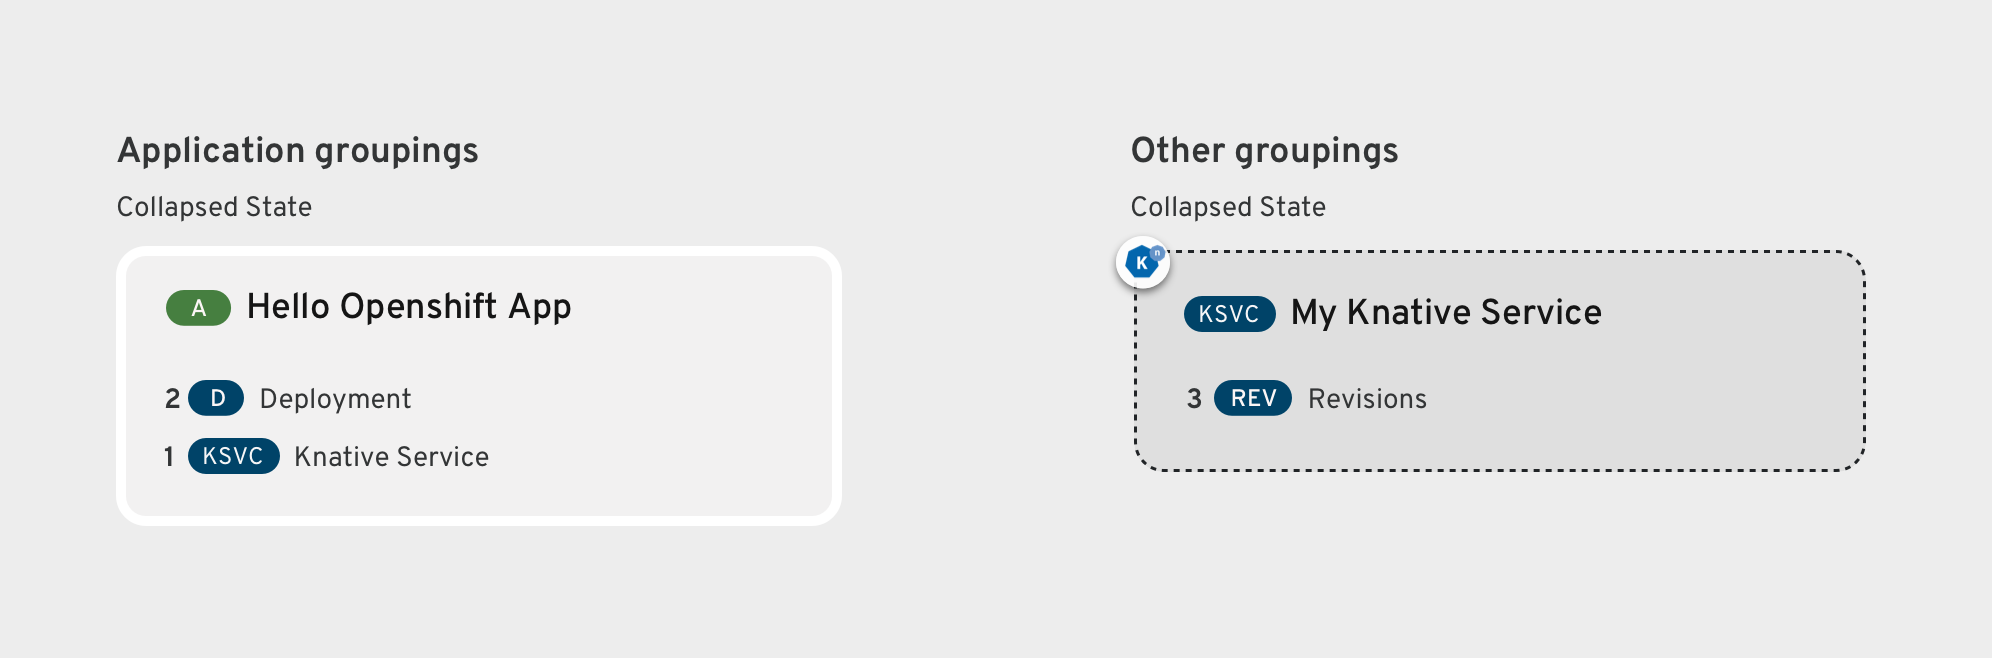 Application groupings
Collapsed State
A Hello Openshift App
2 D Deployment
1 KSVC Knative Service
Other groupings
Collapsed State
K n
KSVC My Knative Service
3 REV Revisions